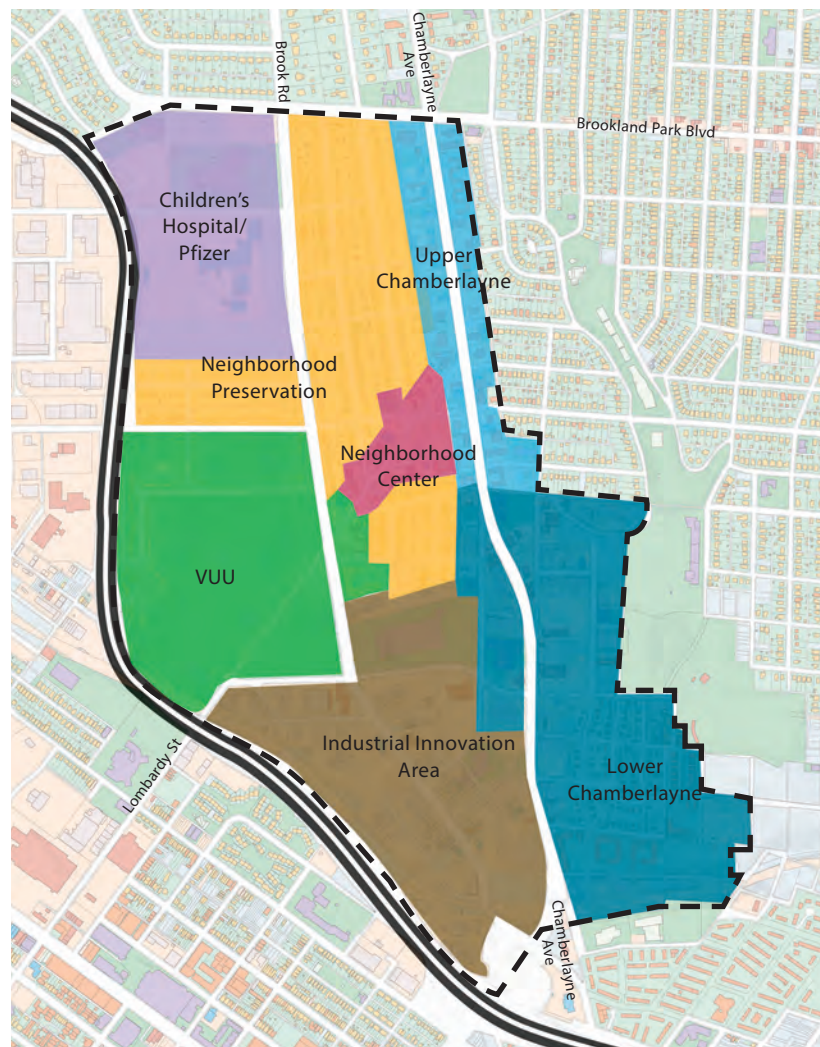 Brook Rd
Chamberlayne
Ave
Brookland Park Blvd
Children's
Hospital/
Pfizer
Upper
Chamberlayne
Neighborhood
Preservation
Neighborhood
Center
VUU
Industrial Innovation
Area
Lombardy St
Lower
Chamberlayne
Chamberlayne
Ave